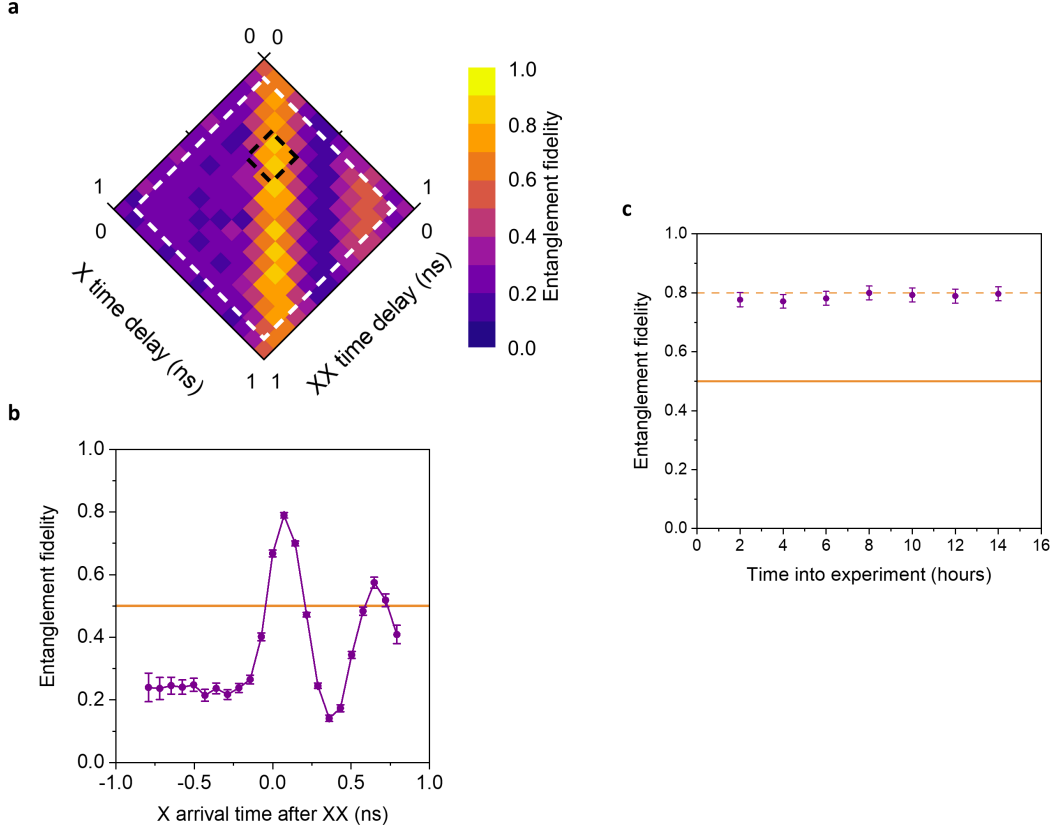 a
0 0
1.0
0.8
0.6
0.4
0.2
0.0
Entanglement fidelity
1
0
1
0
X time delay (ns)
XX time delay (ns)
1 1
b
1.0
0.8
0.6
0.4
0.2
0.0
Entanglement fidelity
-1.0 -0.5 0.0 0.5 1.0
X arrival time after XX (ns)
c
1.0
0.8
0.6
0.4
0.2
0.0
Entanglement fidelity
0 2 4 6 8 10 12 14 16
Time into experiment (hours)